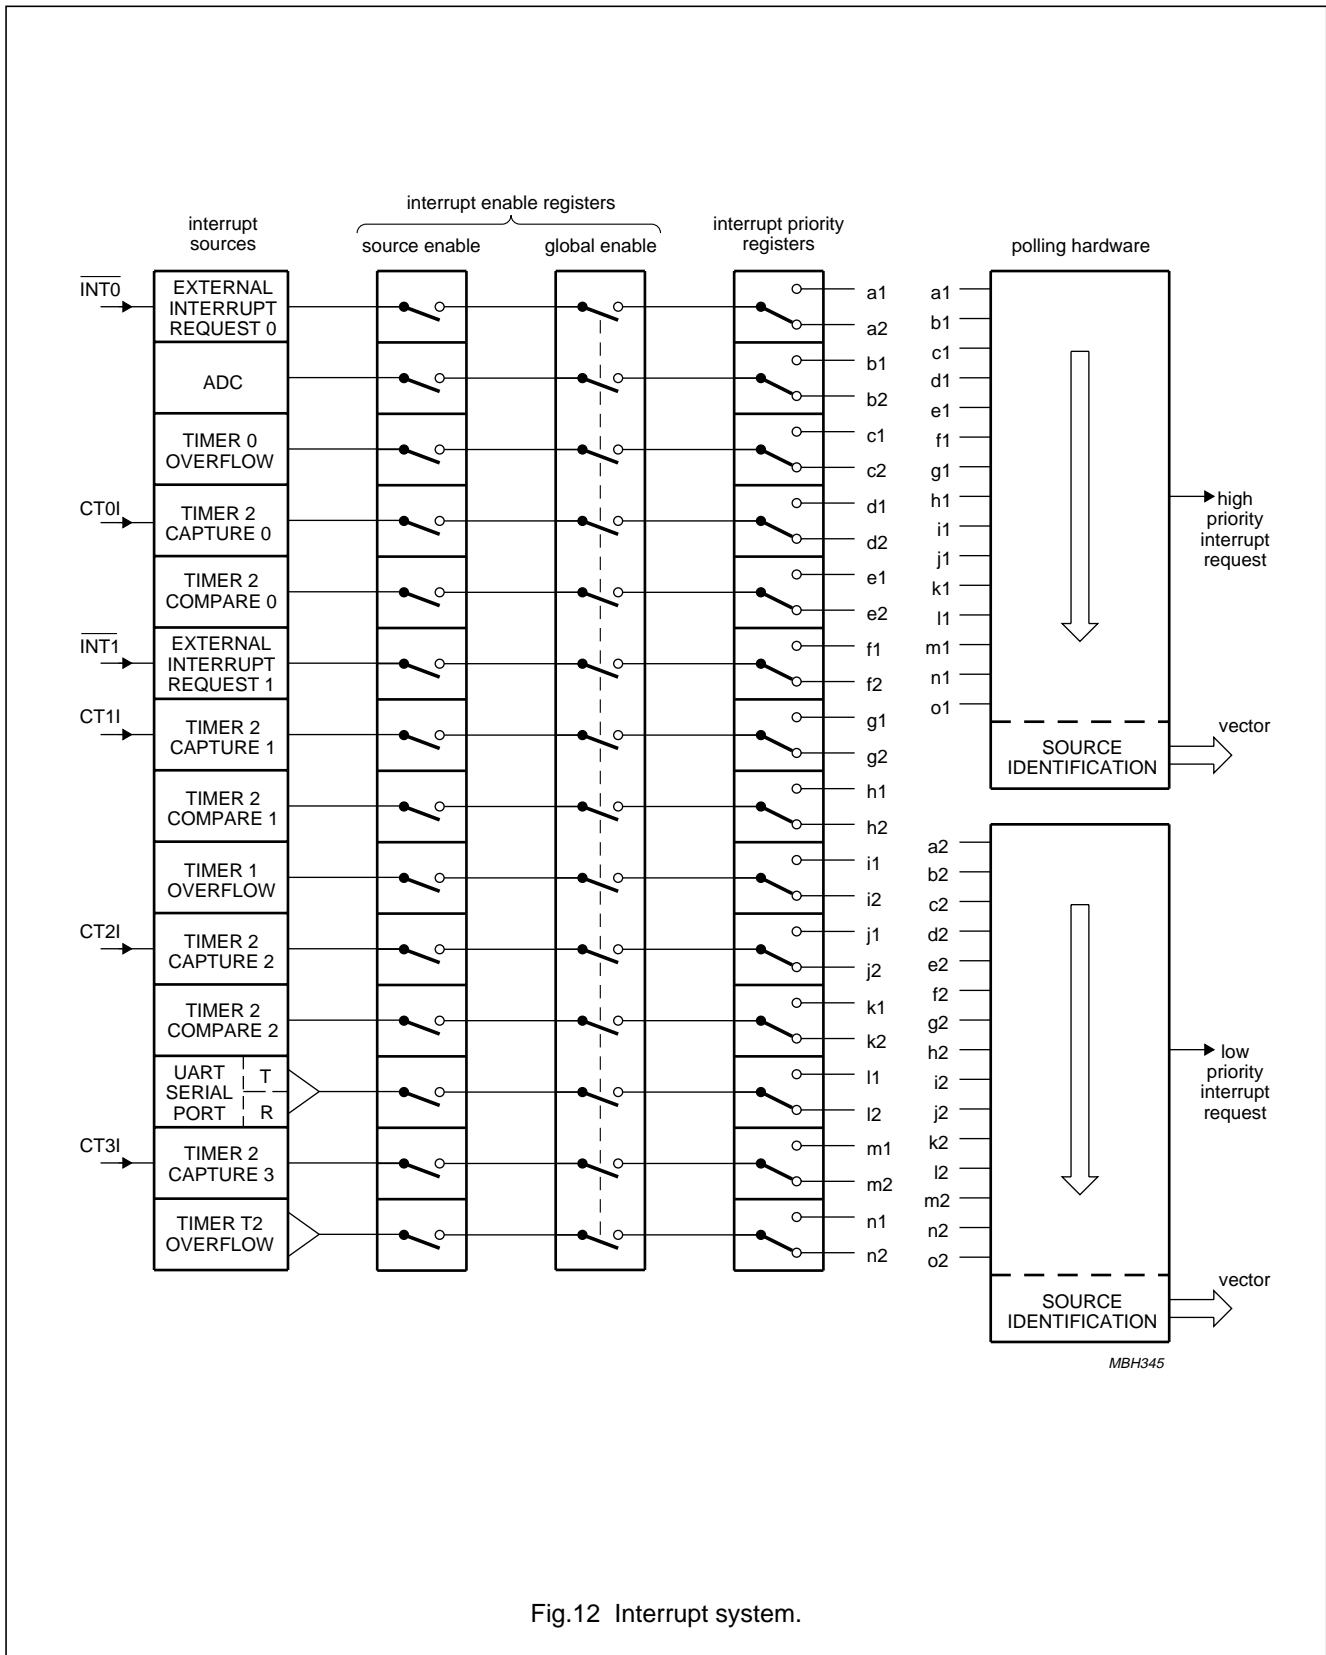 interrupt enable registers
interrupt
sources
source enable
global enable
interrupt priority
registers
polling hardware
INT0
EXTERNAL
INTERRUPT
REQUEST 0
a1
a2
ADC
b1
b2
TIMER 0
OVERFLOW
c1
c2
CT0I
TIMER 2
CAPTURE 0
d1
d2
TIMER 2
COMPARE 0
e1
e2
INT1
EXTERNAL
INTERRUPT
REQUEST 1
f1
f2
CT1I
TIMER 2
CAPTURE 1
g1
g2
TIMER 2
COMPARE 1
h1
h2
TIMER 1
OVERFLOW
i1
i2
CT2I
TIMER 2
CAPTURE 2
j1
j2
TIMER 2
COMPARE 2
k1
k2
UART
SERIAL
PORT
T
R
l1
l2
CT3I
TIMER 2
CAPTURE 3
m1
m2
TIMER T2
OVERFLOW
n1
n2
a1
b1
c1
d1
e1
f1
g1
h1
i1
j1
k1
l1
m1
n1
o1
high
priority
interrupt
request
SOURCE
IDENTIFICATION
vector
a2
b2
c2
d2
e2
f2
g2
h2
i2
j2
k2
l2
m2
n2
o2
low
priority
interrupt
request
SOURCE
IDENTIFICATION
vector
MBH345
Fig.12 Interrupt system.